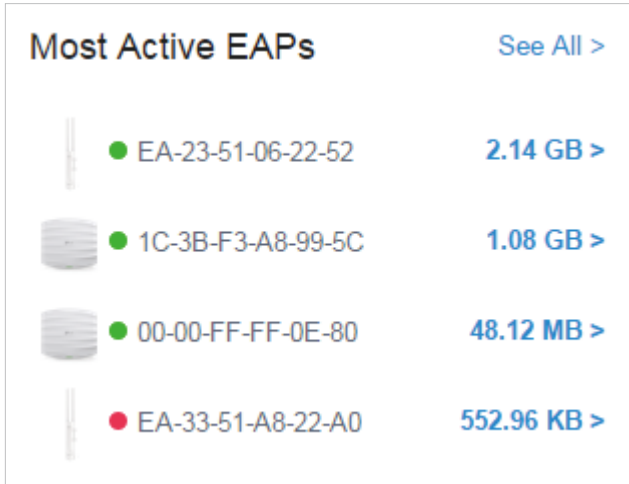 Most Active EAPs See All >
EA-23-51-06-22-52 2.14 GB >
1C-3B-F3-A8-99-5C 1.08 GB >
00-00-FF-FF-0E-80 48.12 MB >
EA-33-51-A8-22-A0 552.96 KB >